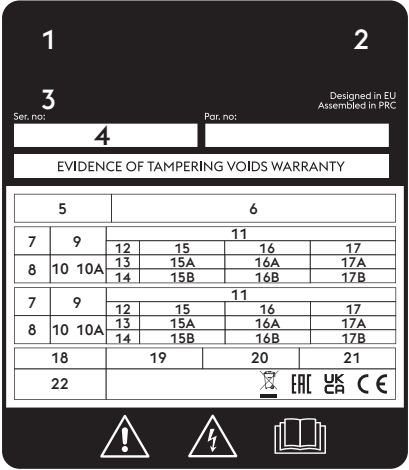 1 2
3
Designed in EU
Assembled in PRC
Ser. no: Par. no:
4
EVIDENCE OF TAMPERING VOIDS WARRANTY
5 6
7 9 11
12 15 16 17
8 10 10A 13 15A 16A 17A
14 15B 16B 17B
7 9 11
12 15 16 17
8 10 10A 13 15A 16A 17A
14 15B 16B 17B
18 19 20 21
22 EAC UK CA CE